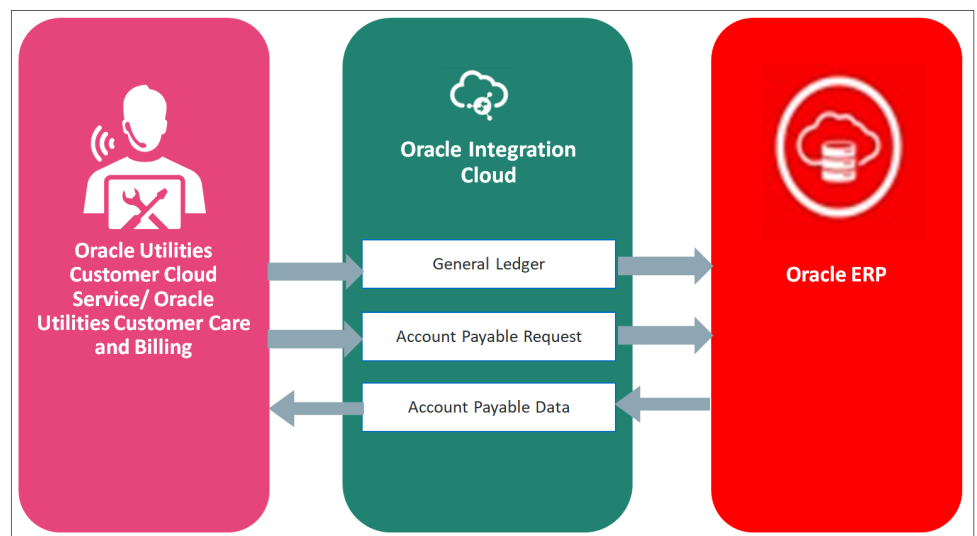 Oracle Utilities
Customer Cloud
Service/ Oracle
Utilities Customer Care
and Billing
Oracle Integration
Cloud
General Ledger
Account Payable Request
Account Payable Data
Oracle ERP